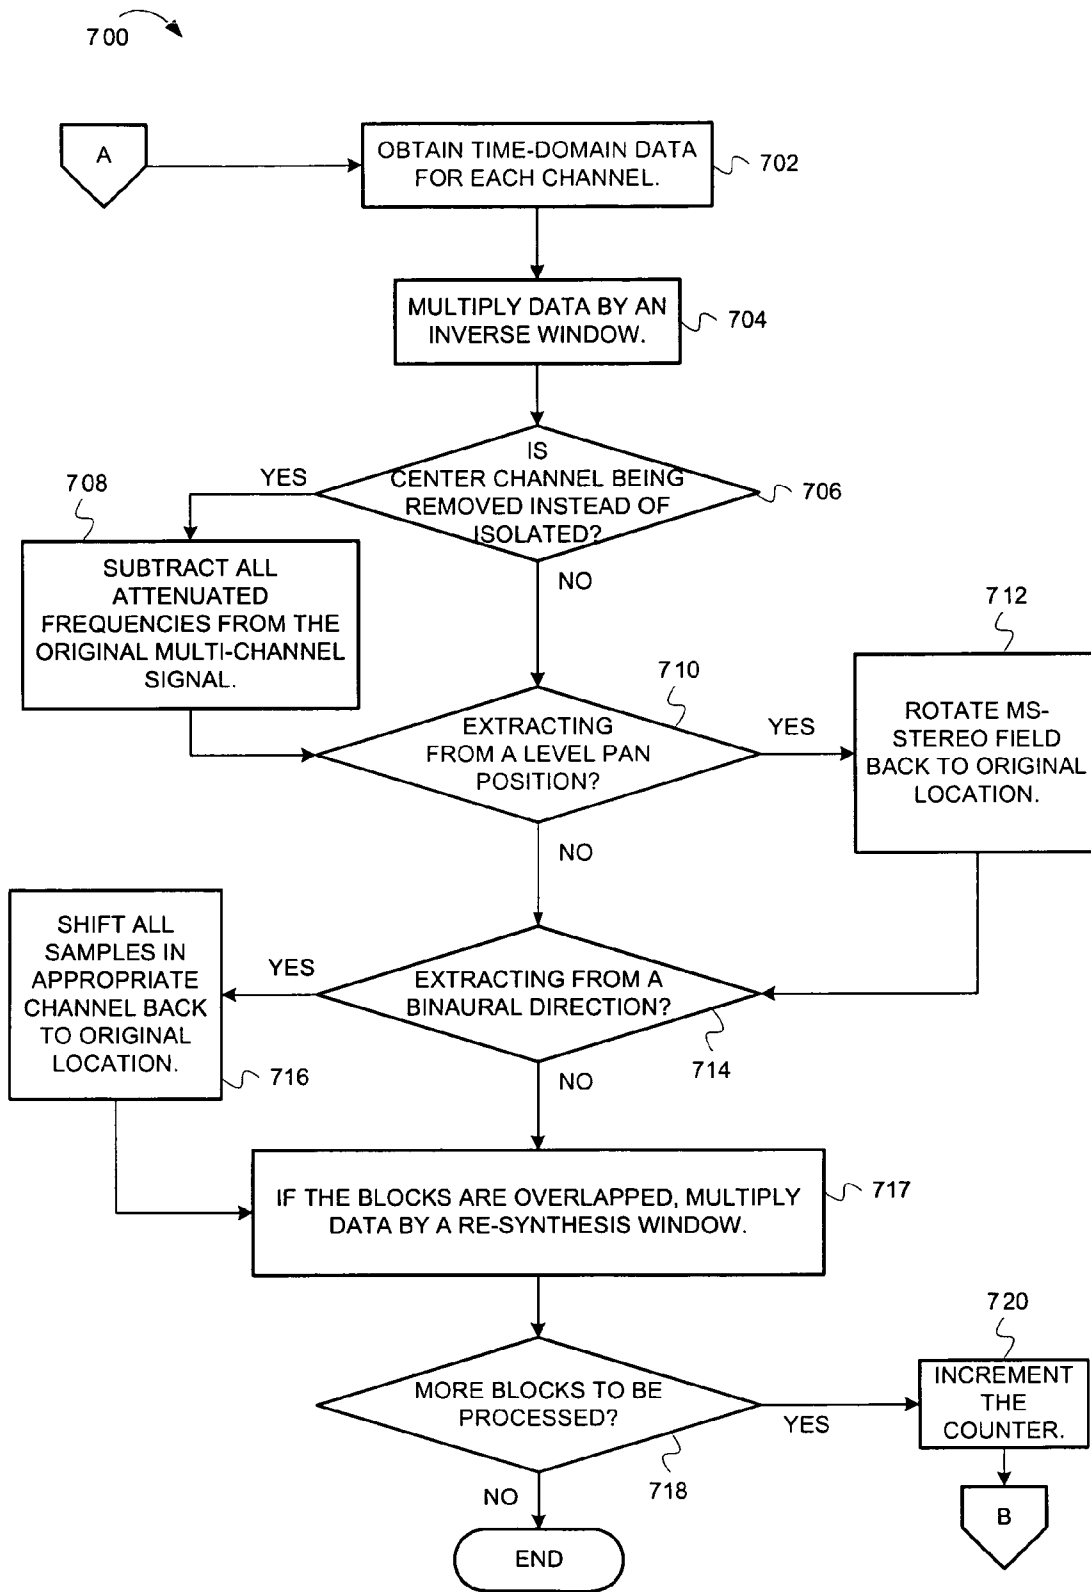 700
A
OBTAIN TIME-DOMAIN DATA
FOR EACH CHANNEL.
702
MULTIPLY DATA BY AN
INVERSE WINDOW.
704
IS
CENTER CHANNEL BEING
REMOVED INSTEAD OF
ISOLATED?
706
YES
NO
708
SUBTRACT ALL
ATTENUATED
FREQUENCIES FROM THE
ORIGINAL MULTI-CHANNEL
SIGNAL.
710
EXTRACTING
FROM A LEVEL PAN
POSITION?
YES
NO
712
ROTATE MS-
STEREO FIELD
BACK TO ORIGINAL
LOCATION.
EXTRACTING FROM A
BINAURAL DIRECTION?
714
YES
NO
SHIFT ALL
SAMPLES IN
APPROPRIATE
CHANNEL BACK
TO ORIGINAL
LOCATION.
716
IF THE BLOCKS ARE OVERLAPPED, MULTIPLY
DATA BY A RE-SYNTHESIS WINDOW.
717
MORE BLOCKS TO BE
PROCESSED?
718
YES
NO
720
INCREMENT
THE
COUNTER.
B
END